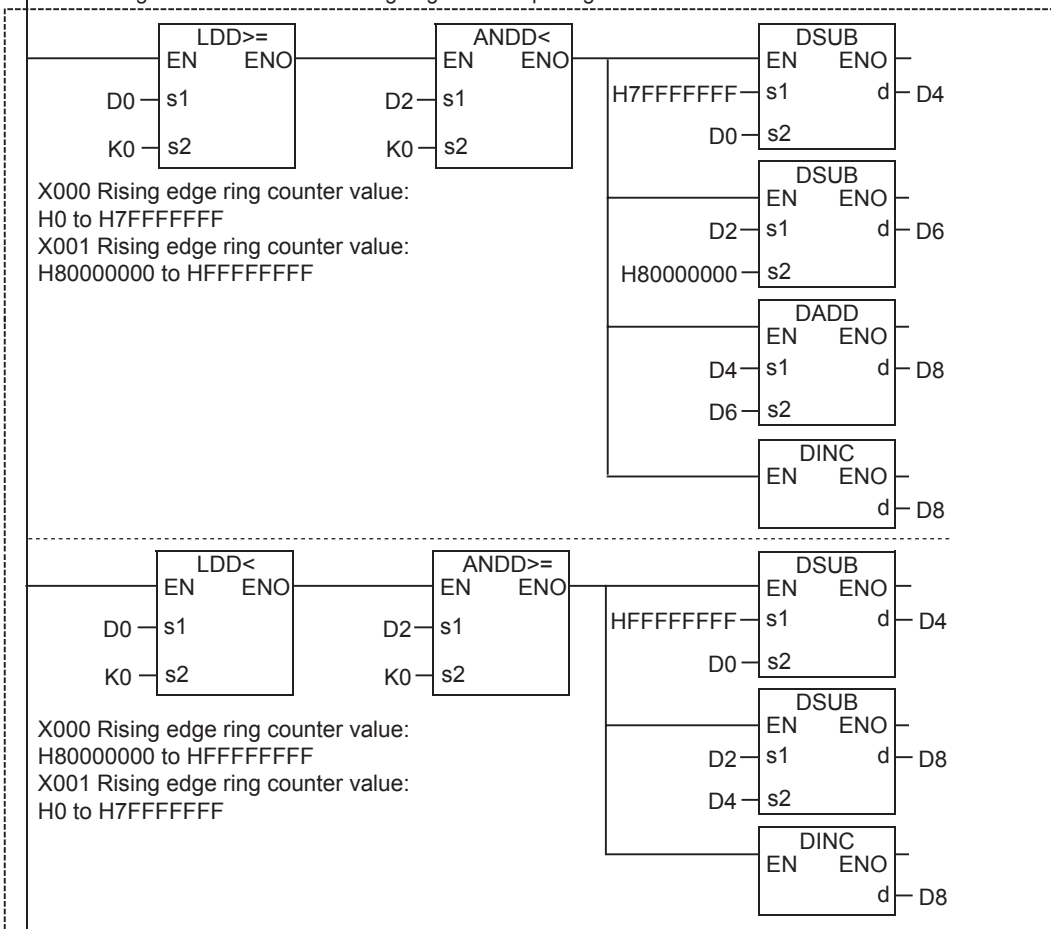 LDD>= ANDD< DSUB
EN ENO EN ENO EN ENO
D0 s1 D2 s1 H7FFFFFFF s1 d D4
K0 s2 K0 s2 D0 s2
X000 Rising edge ring counter value:
H0 to H7FFFFFFF
X001 Rising edge ring counter value:
H80000000 to HFFFFFFFF
DSUB
EN ENO
D2 s1 d D6
H80000000 s2
DADD
EN ENO
D4 s1 d D8
D6 s2
DINC
EN ENO
d D8
LDD< ANDD>= DSUB
EN ENO EN ENO EN ENO
D0 s1 D2 s1 HFFFFFFFF s1 d D4
K0 s2 K0 s2 D0 s2
X000 Rising edge ring counter value:
H80000000 to HFFFFFFFF
X001 Rising edge ring counter value:
H0 to H7FFFFFFF
DSUB
EN ENO
D2 s1 d D8
D4 s2
DINC
EN ENO
d D8